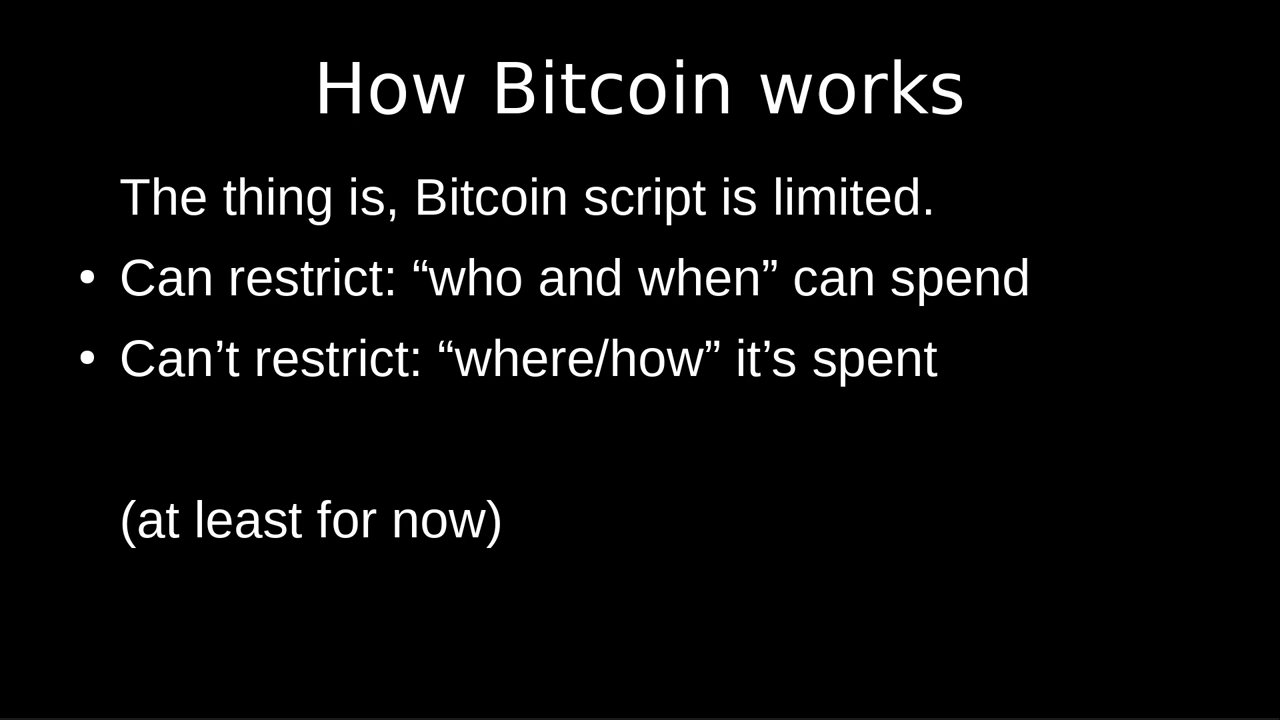 How Bitcoin works
The thing is, Bitcoin script is limited.
• Can restrict: “who and when” can spend
• Can’t restrict: “where/how” it’s spent
(at least for now)